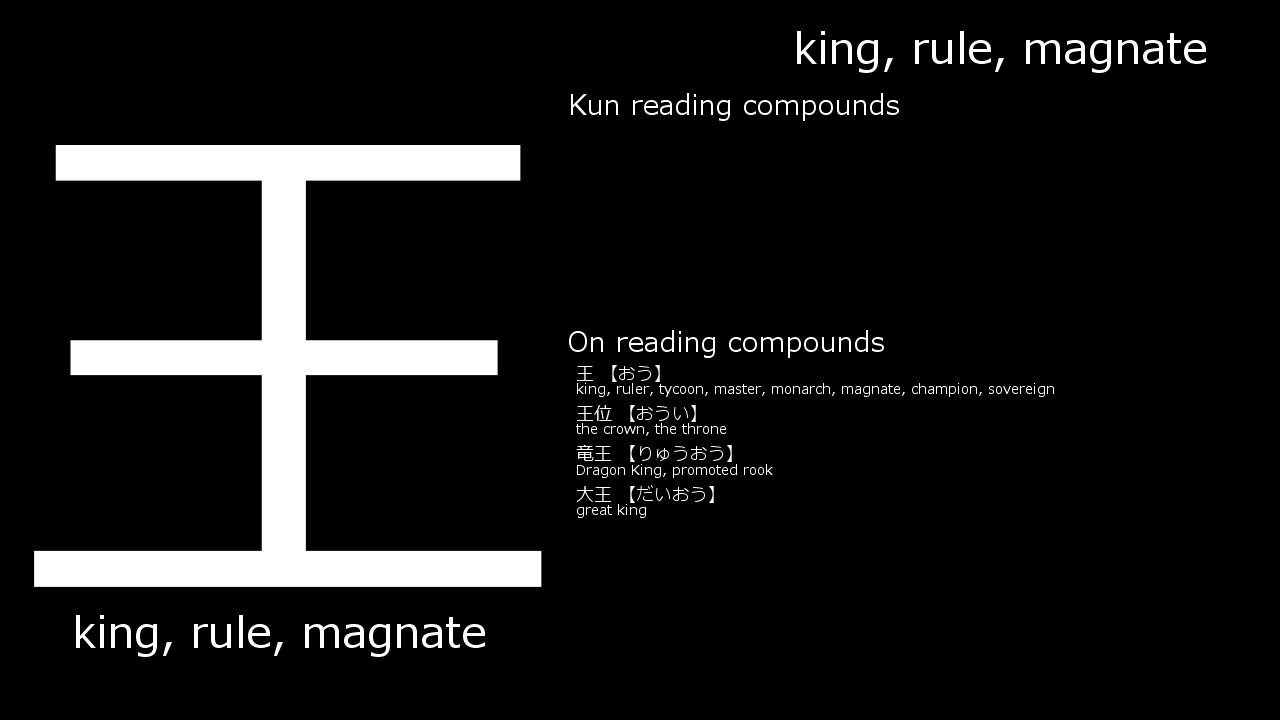 王
king, rule, magnate
king, rule, magnate
Kun reading compounds
On reading compounds
王 【おう】
king, ruler, tycoon, master, monarch, magnate, champion, sovereign
王位 【おうい】
the crown, the throne
竜王 【りゅうおう】
Dragon King, promoted rook
大王 【だいおう】
great king